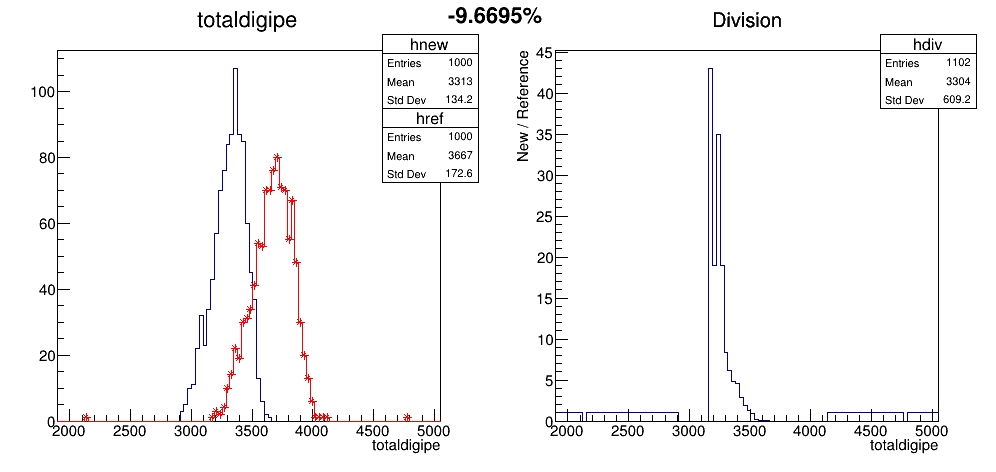 -9.6695%
totaldigipe
hnew
Entries 1000
Mean 3313
Std Dev 134.2
href
Entries 1000
Mean 3667
Std Dev 172.6
100
80
60
40
20
0
2000 2500 3000 3500 4000 4500 5000
totaldigipe
Division
hdiv
Entries 1102
Mean 3304
Std Dev 609.2
New / Reference
45
40
35
30
25
20
15
10
5
0
2000 2500 3000 3500 4000 4500 5000
totaldigipe